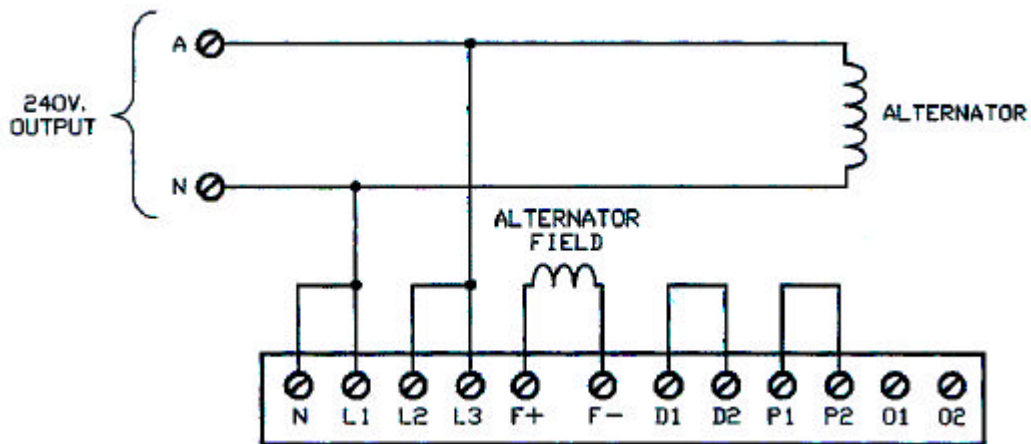 A
240V.
OUTPUT
ALTERNATOR
N
ALTERNATOR
FIELD
N L1 L2 L3 F+ F- D1 D2 P1 P2 O1 O2